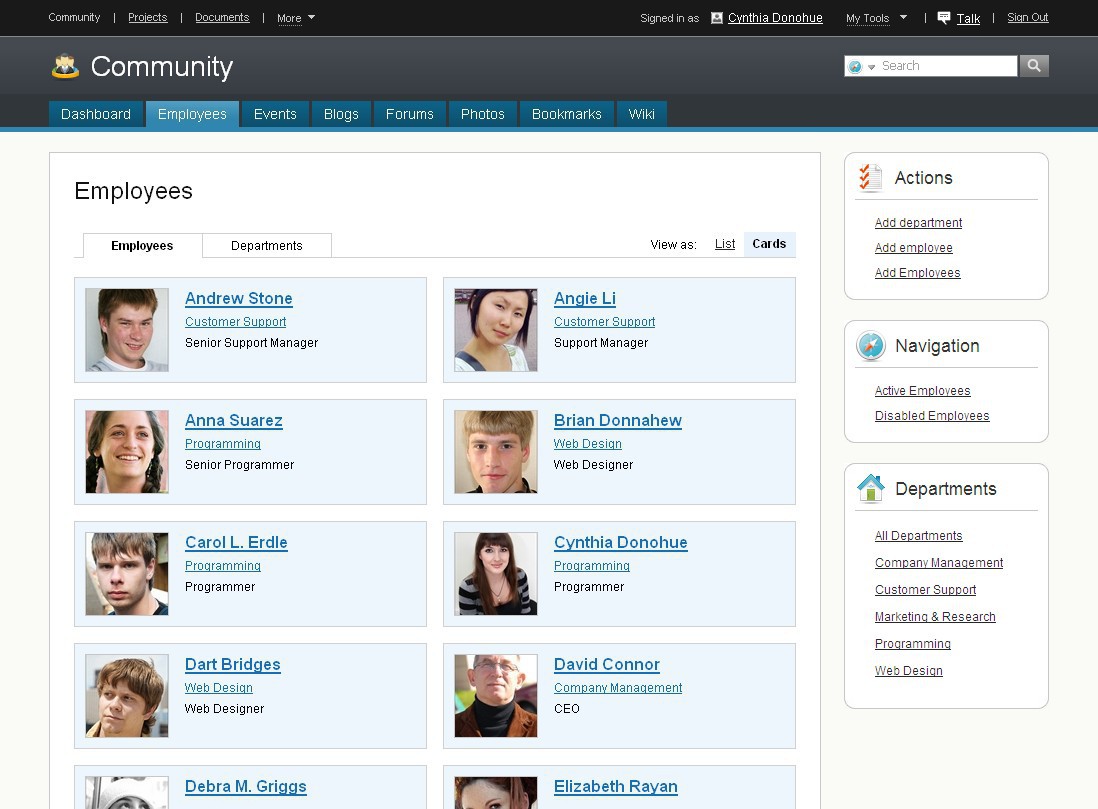 Community | Projects | Documents | More
Signed in as Cynthia Donohue My Tools | Talk | Sign Out
Community
Search
Dashboard Employees Events Blogs Forums Photos Bookmarks Wiki
Employees
Employees Departments
View as: List Cards
Andrew Stone
Customer Support
Senior Support Manager
Angie Li
Customer Support
Support Manager
Anna Suarez
Programming
Senior Programmer
Brian Donnahew
Web Design
Web Designer
Carol L. Erdle
Programming
Programmer
Cynthia Donohue
Programming
Programmer
Dart Bridges
Web Design
Web Designer
David Connor
Company Management
CEO
Debra M. Griggs
Elizabeth Rayan
Actions
Add department
Add employee
Add Employees
Navigation
Active Employees
Disabled Employees
Departments
All Departments
Company Management
Customer Support
Marketing & Research
Programming
Web Design